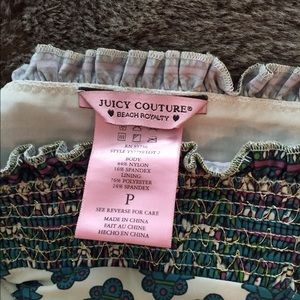 JUICY COUTURE®
BEACH ROYALTY
BODY
84% NYLON
16% SPANDEX
LINING
76% POLYESTER
24% SPANDEX
P
SEE REVERSE FOR CARE
MADE IN CHINA
FAIT AU CHINE
HECHO EN CHINA